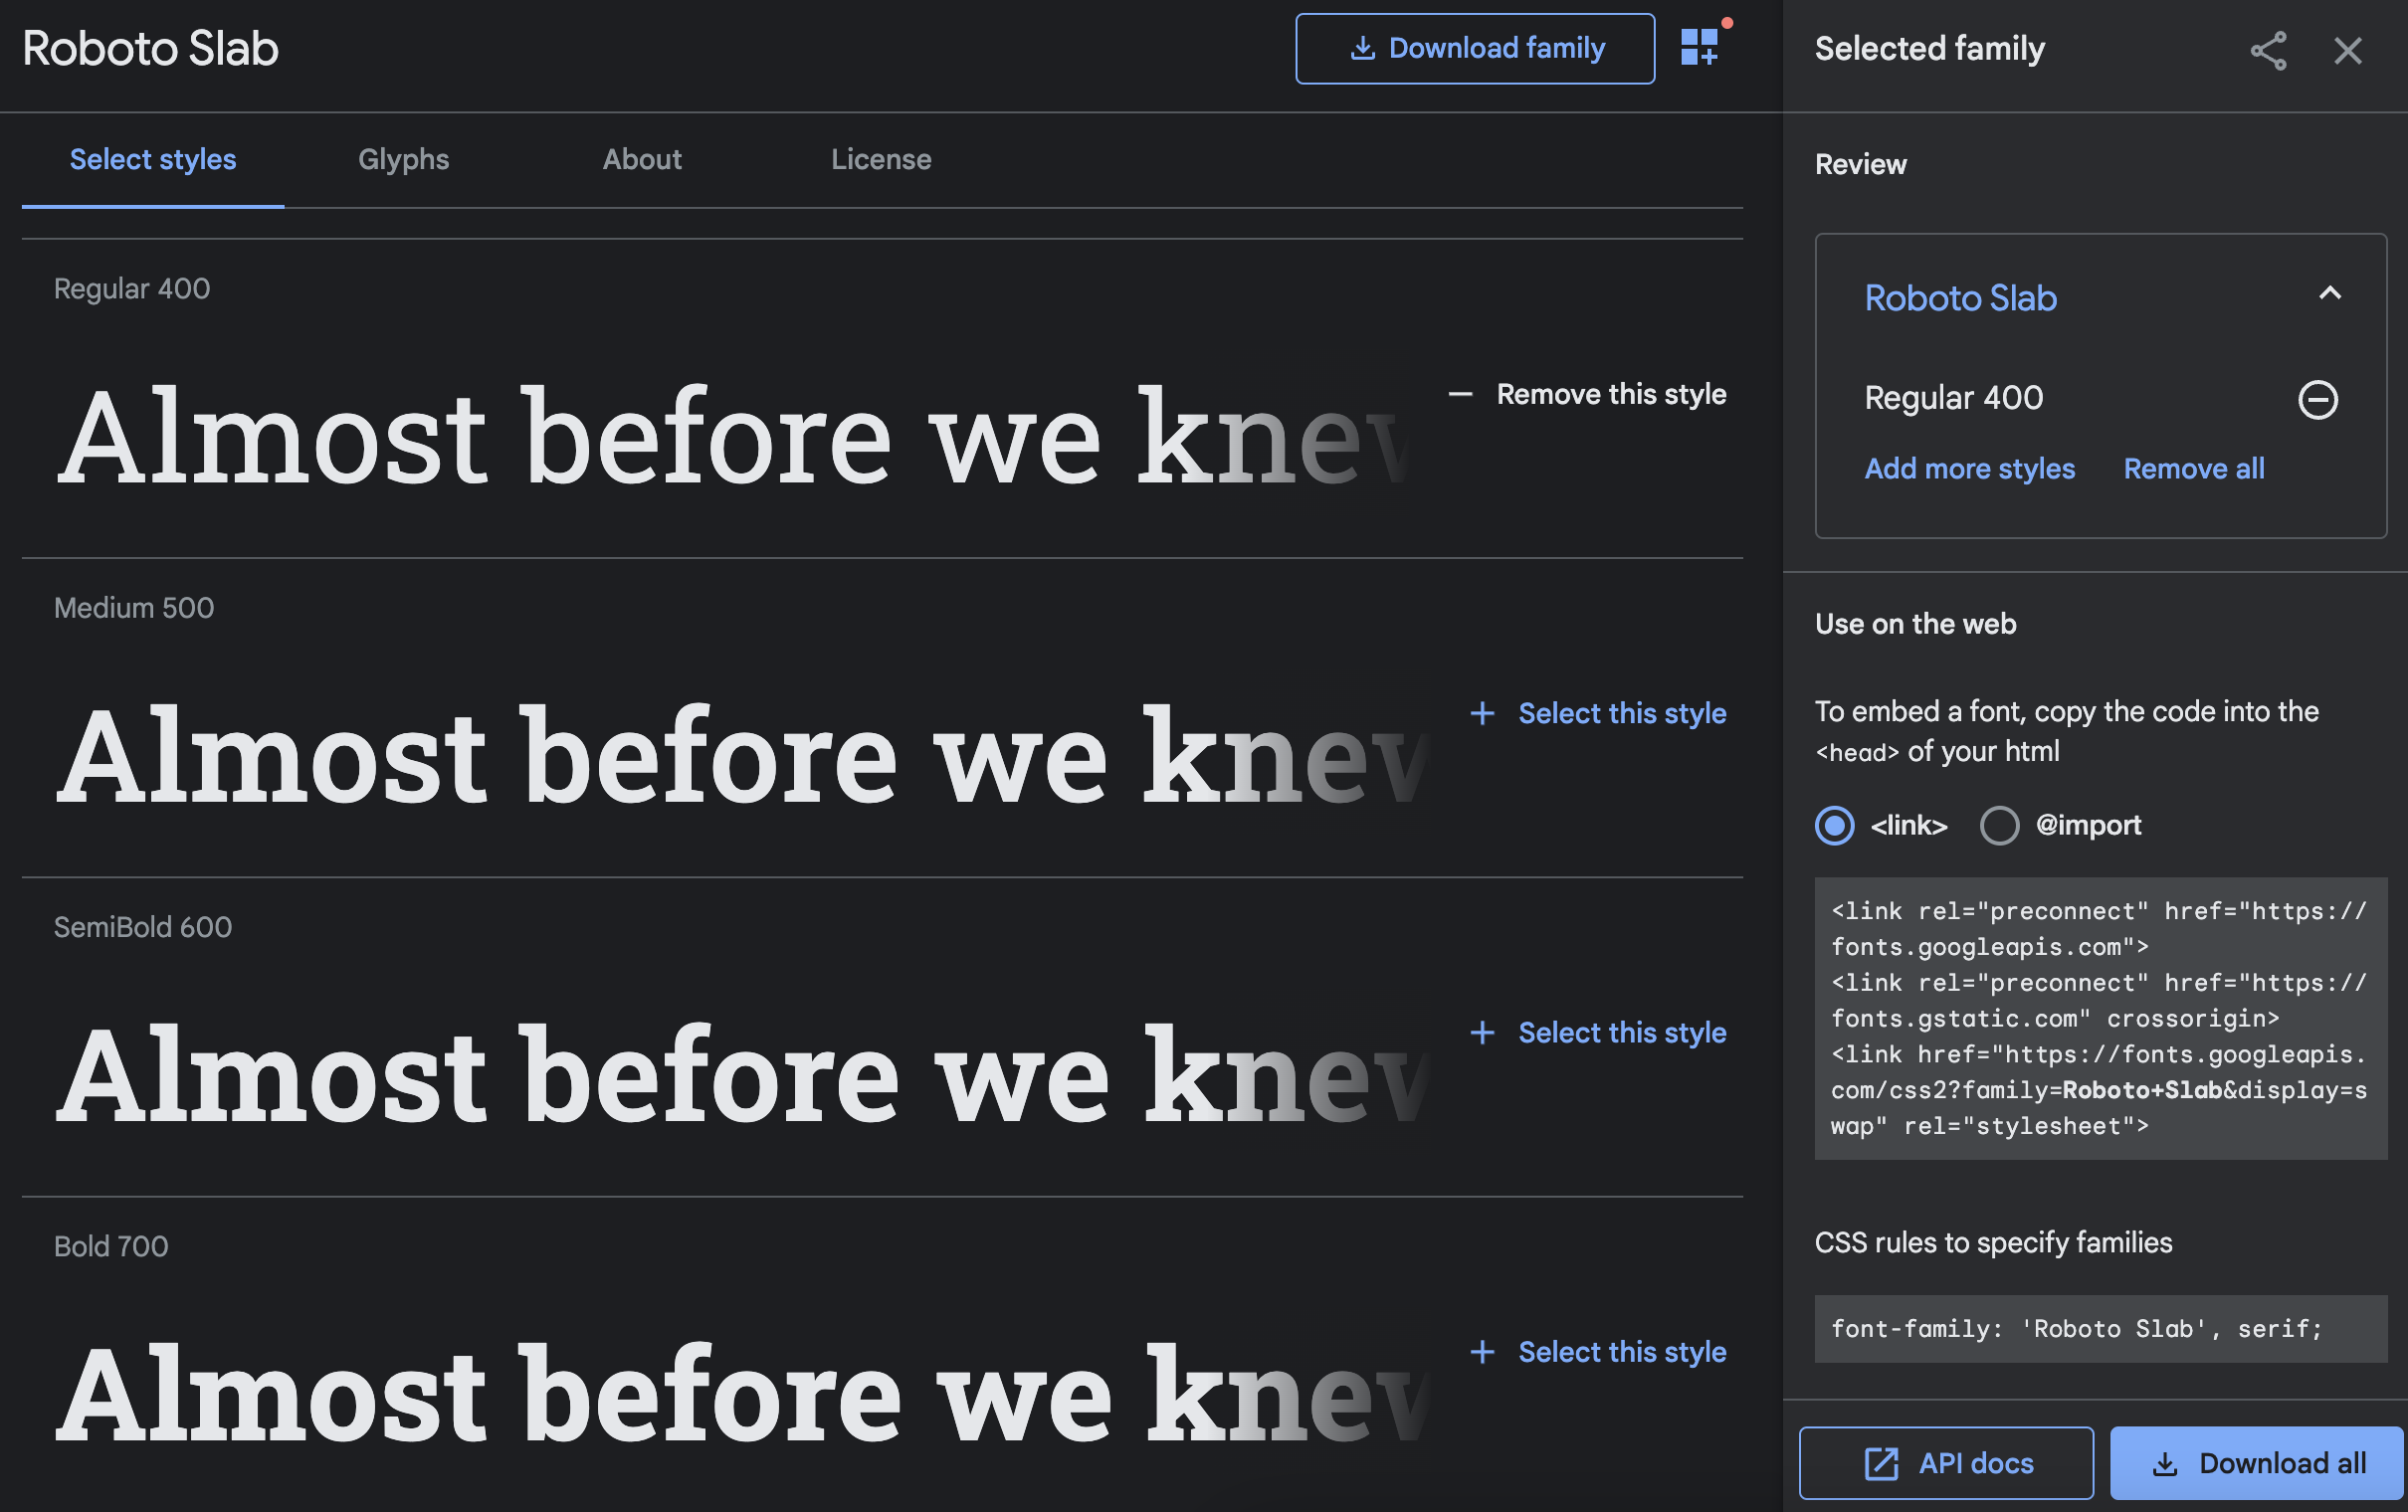 Roboto Slab
Download family
Select styles
Glyphs
About
License
Regular 400
Almost before we knew
Remove this style
Medium 500
Almost before we knew
Select this style
SemiBold 600
Almost before we knew
Select this style
Bold 700
Almost before we knew
Select this style
Selected family
Review
Roboto Slab
Regular 400
Add more styles
Remove all
Use on the web
To embed a font, copy the code into the
<head> of your html
<link>
@import
<link rel="preconnect" href="https://
fonts.googleapis.com">
<link rel="preconnect" href="https://
fonts.gstatic.com" crossorigin>
<link href="https://fonts.googleapis.
com/css2?family=Roboto+Slab&display=s
wap" rel="stylesheet">
CSS rules to specify families
font-family: 'Roboto Slab', serif;
API docs
Download all